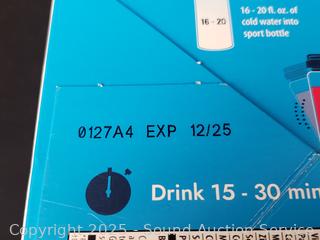 16 - 20 fl. oz. of
cold water into
sport bottle
16 - 20
0127A4 EXP 12/25
Drink 15 - 30 min
Copyright 2025 - Sound Auction Service